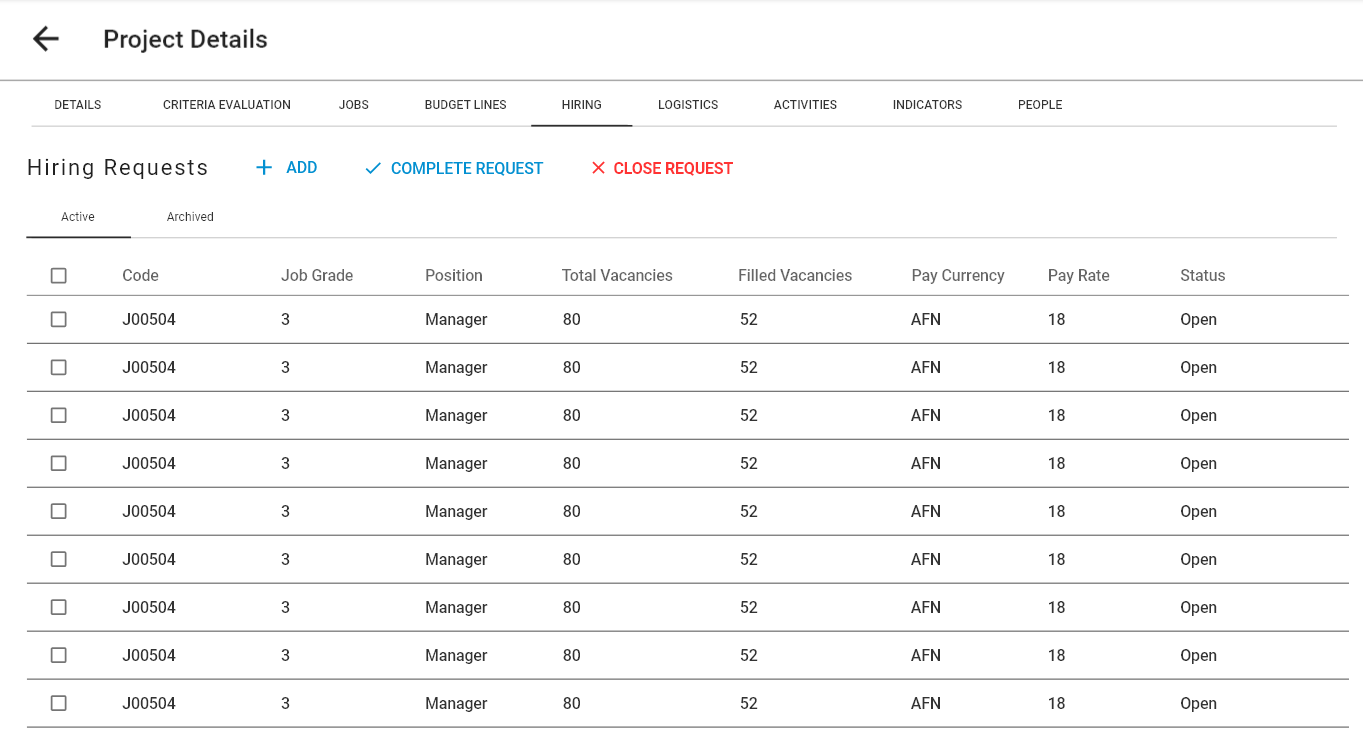 Project Details
DETAILS CRITERIA EVALUATION JOBS BUDGET LINES HIRING LOGISTICS ACTIVITIES INDICATORS PEOPLE
Hiring Requests ADD COMPLETE REQUEST CLOSE REQUEST
Active Archived
Code Job Grade Position Total Vacancies Filled Vacancies Pay Currency Pay Rate Status
J00504 3 Manager 80 52 AFN 18 Open
J00504 3 Manager 80 52 AFN 18 Open
J00504 3 Manager 80 52 AFN 18 Open
J00504 3 Manager 80 52 AFN 18 Open
J00504 3 Manager 80 52 AFN 18 Open
J00504 3 Manager 80 52 AFN 18 Open
J00504 3 Manager 80 52 AFN 18 Open
J00504 3 Manager 80 52 AFN 18 Open
J00504 3 Manager 80 52 AFN 18 Open